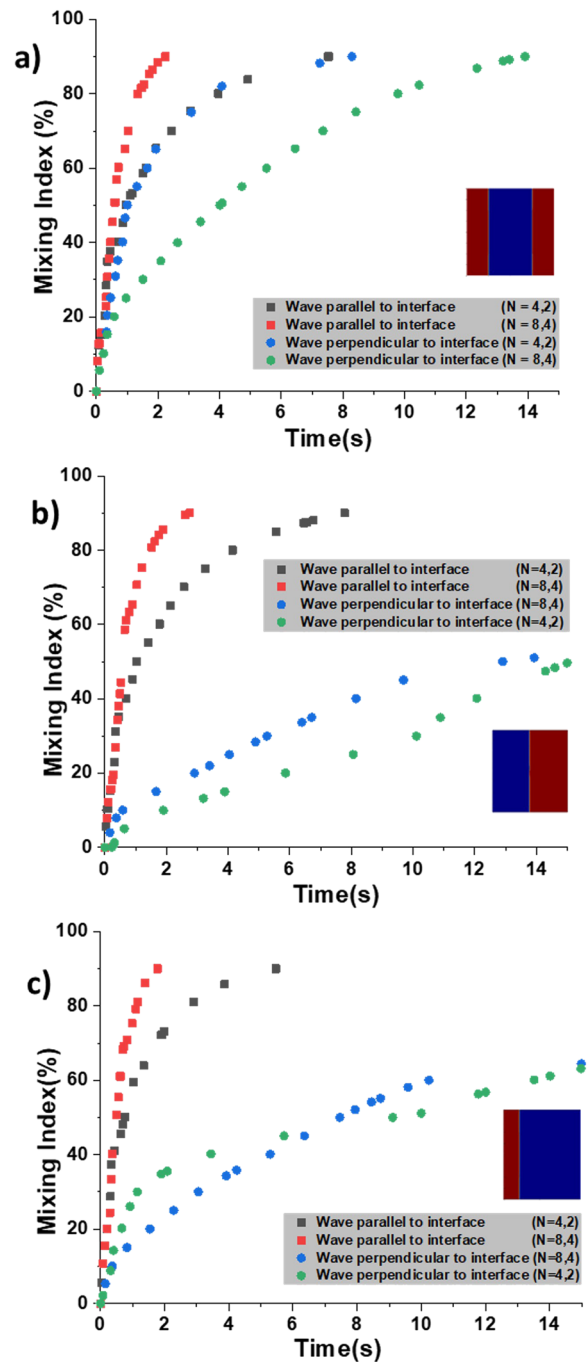 a)
100
80
60
40
20
0
Mixing Index (%)
Wave parallel to interface (N = 4,2)
Wave parallel to interface (N = 8,4)
Wave perpendicular to interface (N = 4,2)
Wave perpendicular to interface (N = 8,4)
0 2 4 6 8 10 12 14
Time(s)
b)
100
80
60
40
20
0
Mixing Index (%)
Wave parallel to interface (N=4,2)
Wave parallel to interface (N=8,4)
Wave perpendicular to interface (N=8,4)
Wave perpendicular to interface (N=4,2)
0 2 4 6 8 10 12 14
Time(s)
c)
100
80
60
40
20
0
Mixing Index(%)
Wave parallel to interface (N=4,2)
Wave parallel to interface (N=8,4)
Wave perpendicular to interface (N=8,4)
Wave perpendicular to interface (N=4,2)
0 2 4 6 8 10 12 14
Time(s)